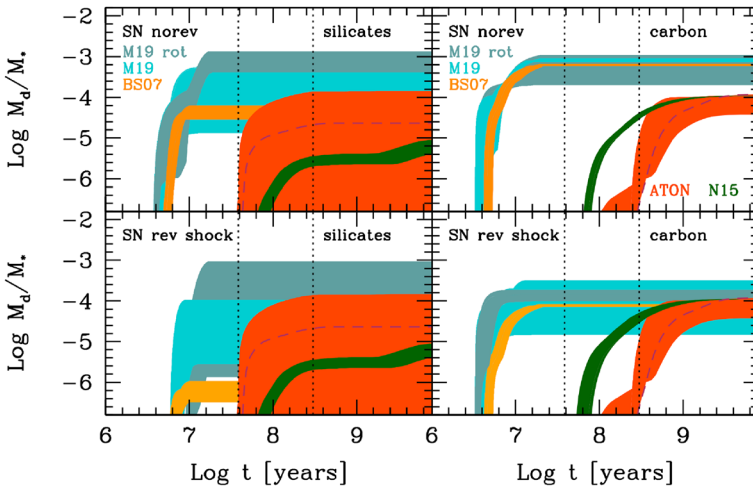 SN norev silicates
M19 rot
M19
BS07
SN norev carbon
M19 rot
M19
BS07
ATON N15
-2
-3
-4
-5
-6
Log M_d/M_*
SN rev shock silicates
SN rev shock carbon
-2
-3
-4
-5
-6
Log M_d/M_*
6 7 8 9 6 7 8 9
Log t [years] Log t [years]